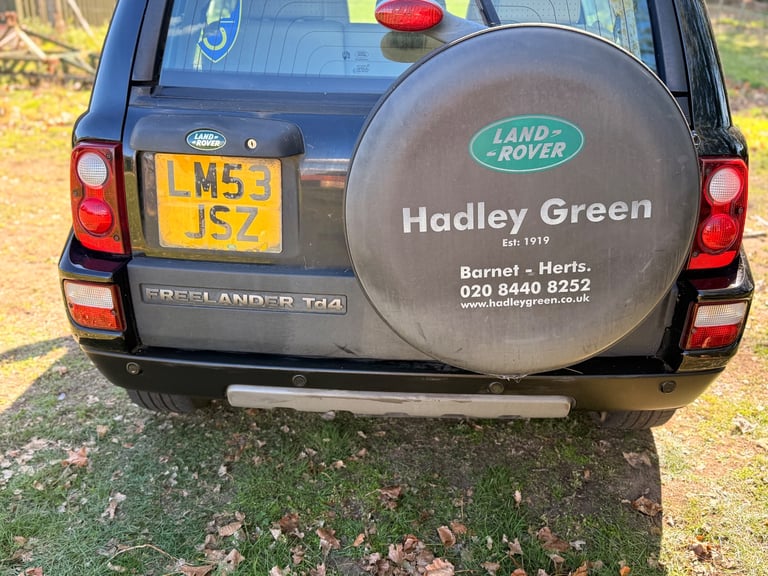 LAND-
-ROVER
LM53
JSZ
FREELANDER Td4
LAND-
-ROVER
Hadley Green
Est: 1919
Barnet - Herts.
020 8440 8252
www.hadleygreen.co.uk